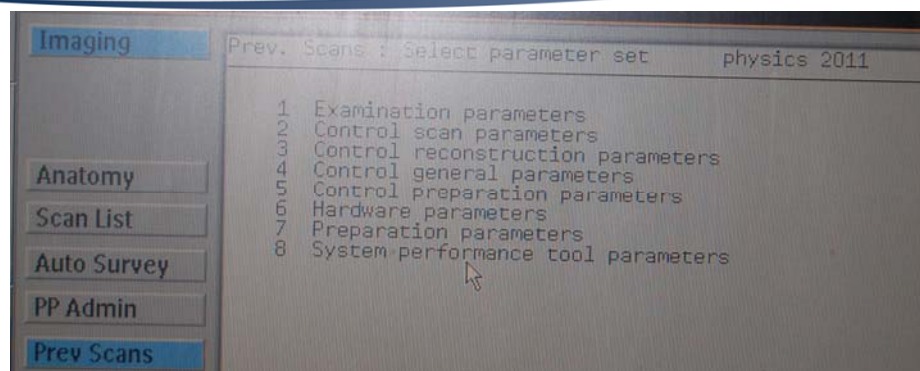 Imaging
Prev. Scans : Select parameter set physics 2011
1 Examination parameters
2 Control scan parameters
3 Control reconstruction parameters
4 Control general parameters
5 Control preparation parameters
6 Hardware parameters
7 Preparation parameters
8 System performance tool parameters
Anatomy
Scan List
Auto Survey
PP Admin
Prev Scans